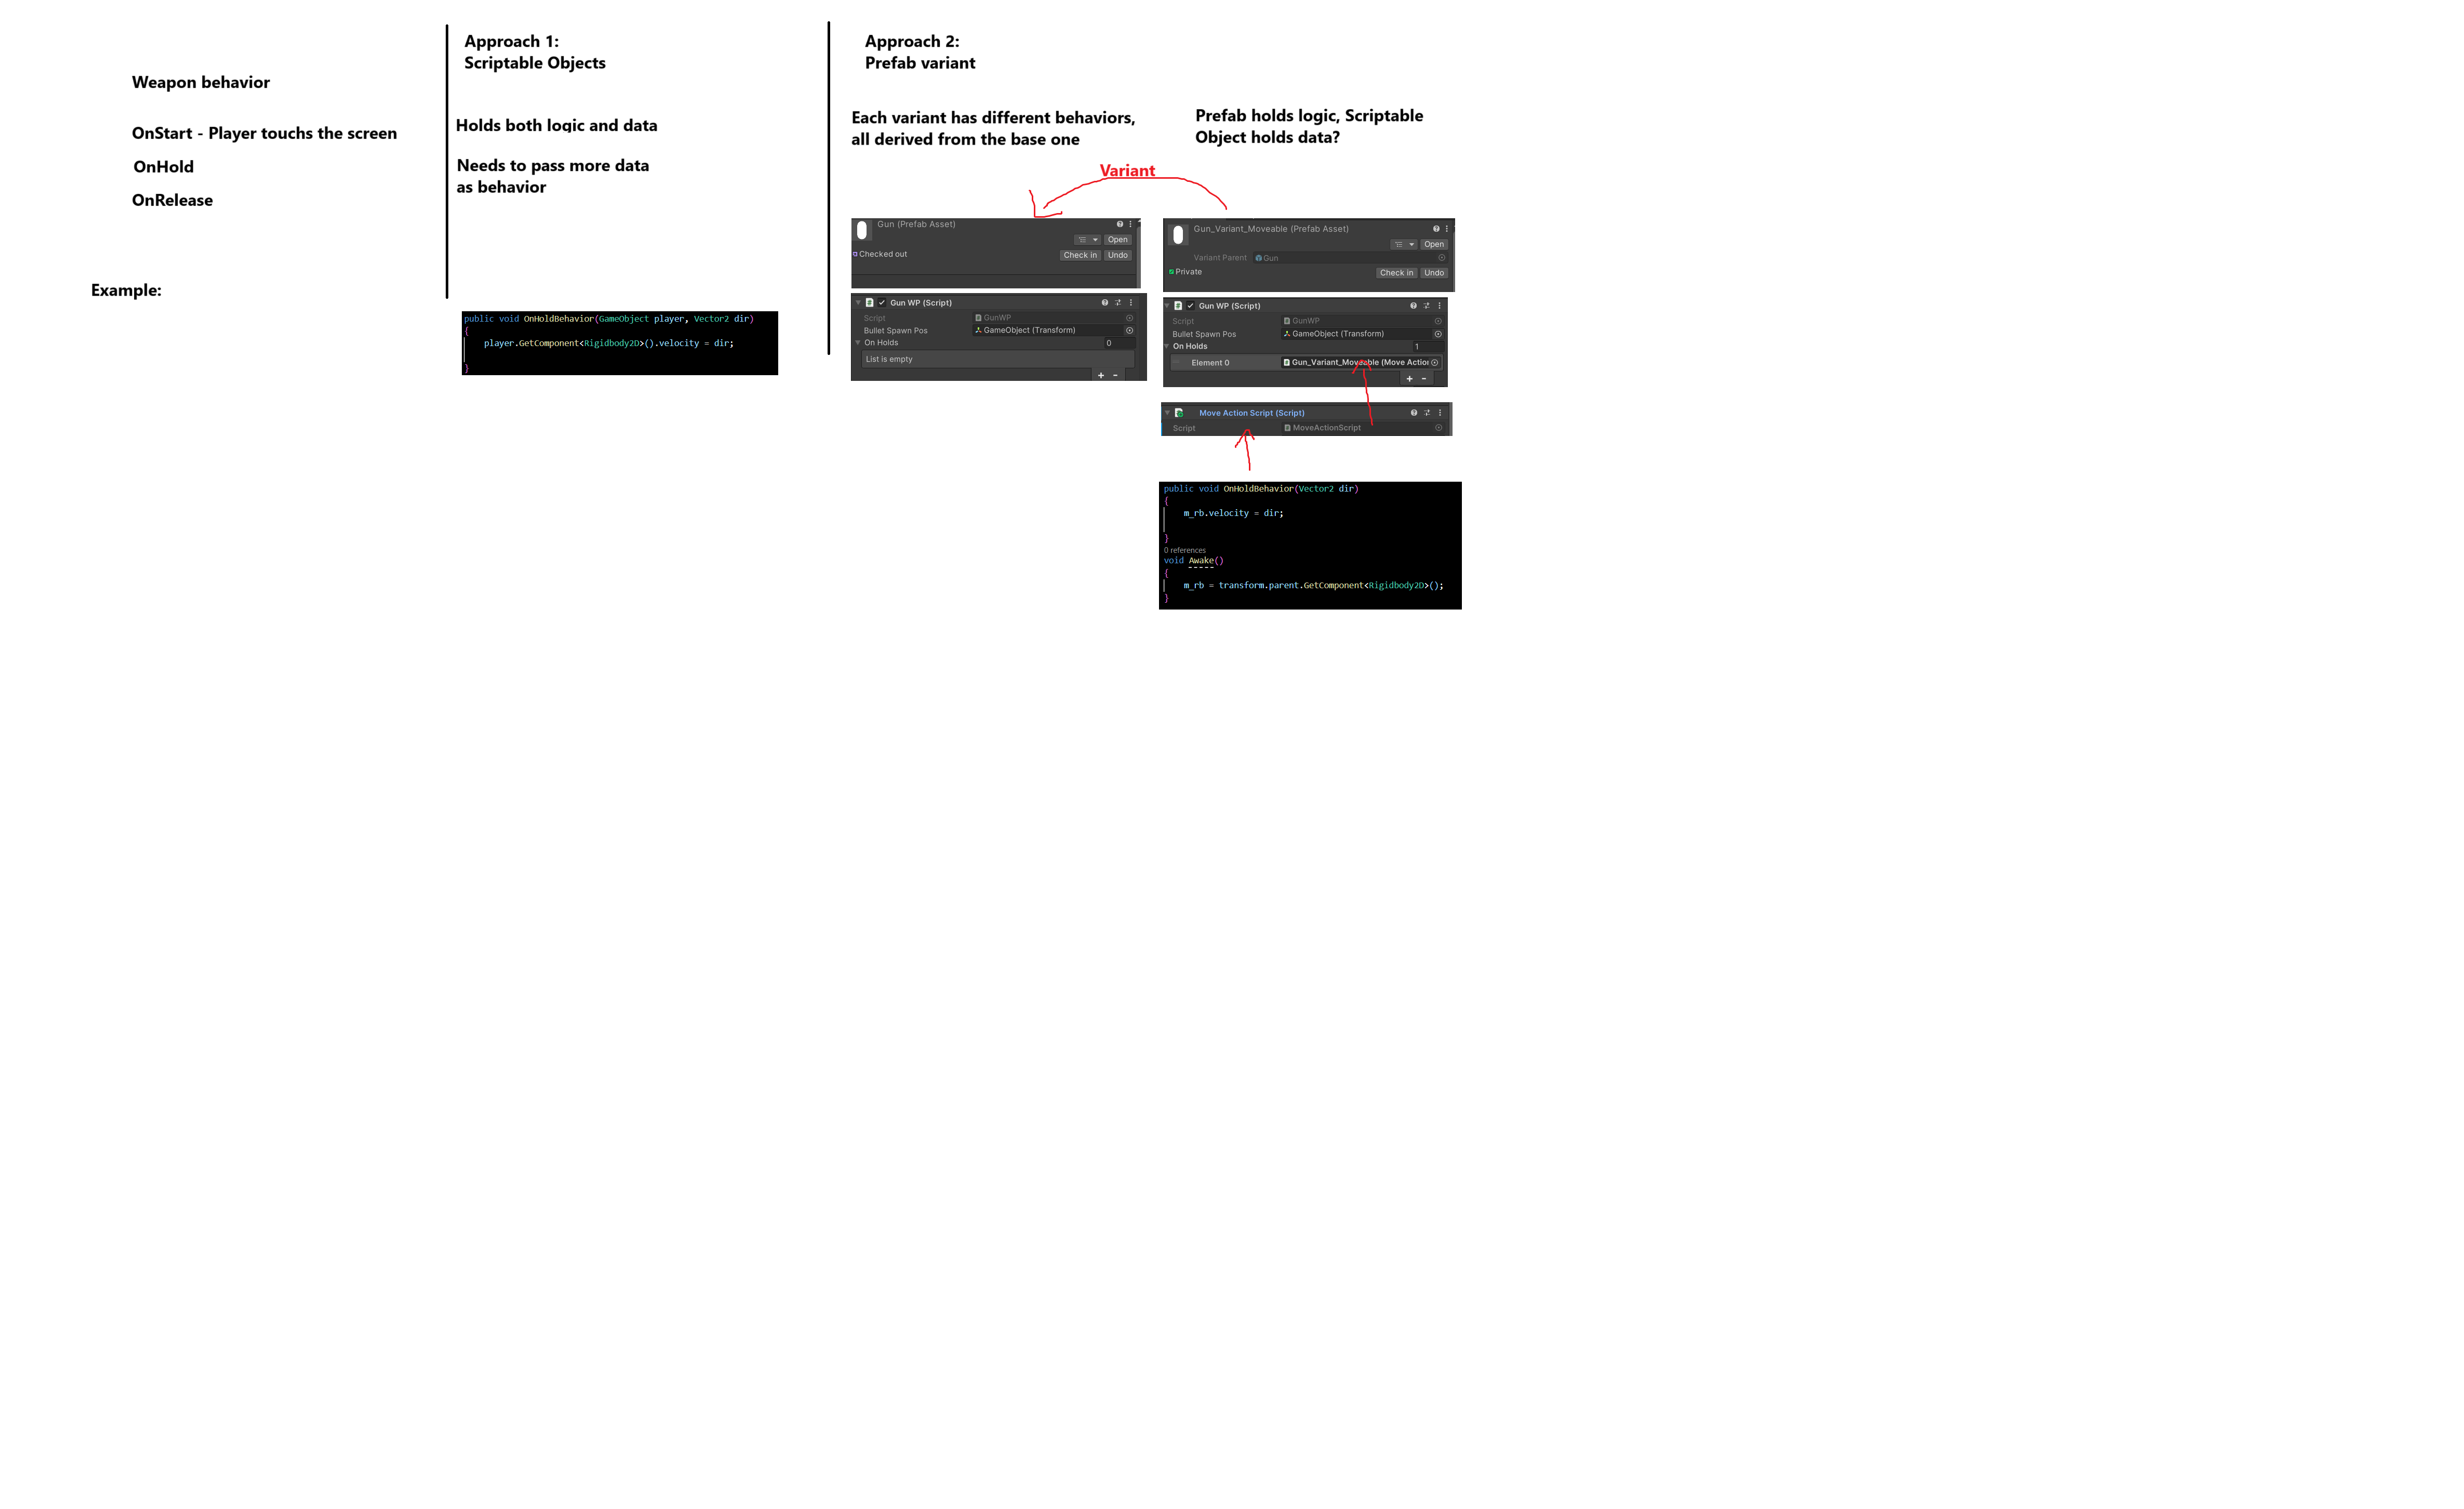 Weapon behavior
OnStart - Player touchs the screen
OnHold
OnRelease
Example:
Approach 1:
Scriptable Objects
Holds both logic and data
Needs to pass more data
as behavior
public void OnHoldBehavior(GameObject player, Vector2 dir)
{
player.GetComponent<Rigidbody2D>().velocity = dir;
}
Approach 2:
Prefab variant
Each variant has different behaviors,
all derived from the base one
Prefab holds logic, Scriptable
Object holds data?
Variant
Gun (Prefab Asset)
Open
Checked out
Check in
Undo
Gun WP (Script)
Script
GunWP
Bullet Spawn Pos
GameObject (Transform)
On Holds
0
List is empty
+ -
Gun_Variant_Moveable (Prefab Asset)
Open
Variant Parent
Gun
Private
Check in
Undo
Gun WP (Script)
Script
GunWP
Bullet Spawn Pos
GameObject (Transform)
On Holds
1
Element 0
Gun_Variant_Moveable (Move Action
+ -
Move Action Script (Script)
Script
MoveActionScript
public void OnHoldBehavior(Vector2 dir)
{
m_rb.velocity = dir;
}
0 references
void Awake()
{
m_rb = transform.parent.GetComponent<Rigidbody2D>();
}